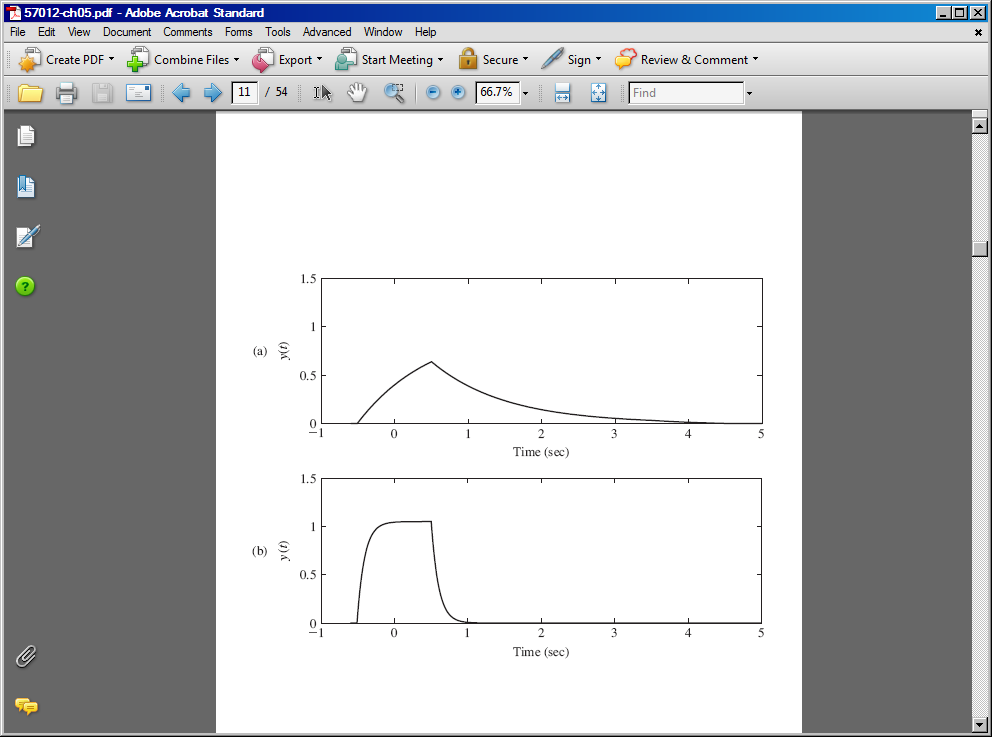 57012-ch05.pdf - Adobe Acrobat Standard
File Edit View Document Comments Forms Tools Advanced Window Help
Create PDF Combine Files Export Start Meeting Secure Sign Review & Comment
11 / 54 66.7% Find
1.5
1
(a) y(t)
0.5
0
−1 0 1 2 3 4 5
Time (sec)
1.5
1
(b) y(t)
0.5
0
−1 0 1 2 3 4 5
Time (sec)